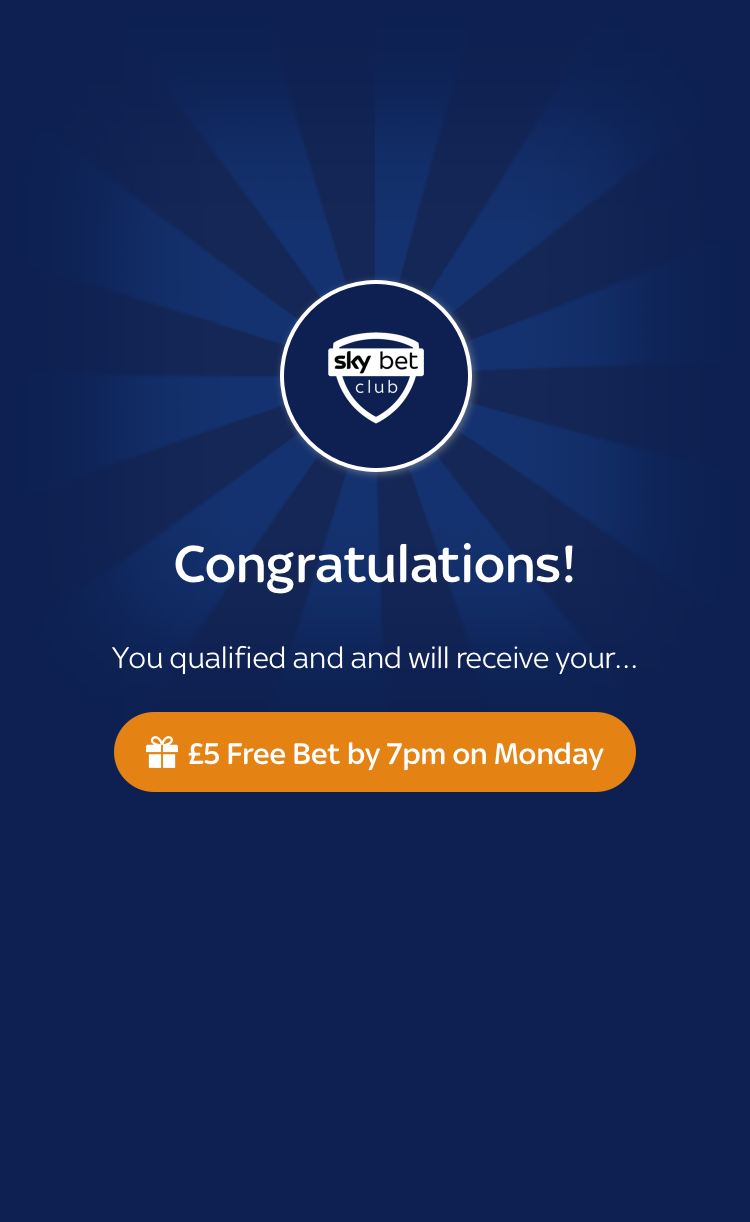 sky bet
club
Congratulations!
You qualified and and will receive your...
£5 Free Bet by 7pm on Monday